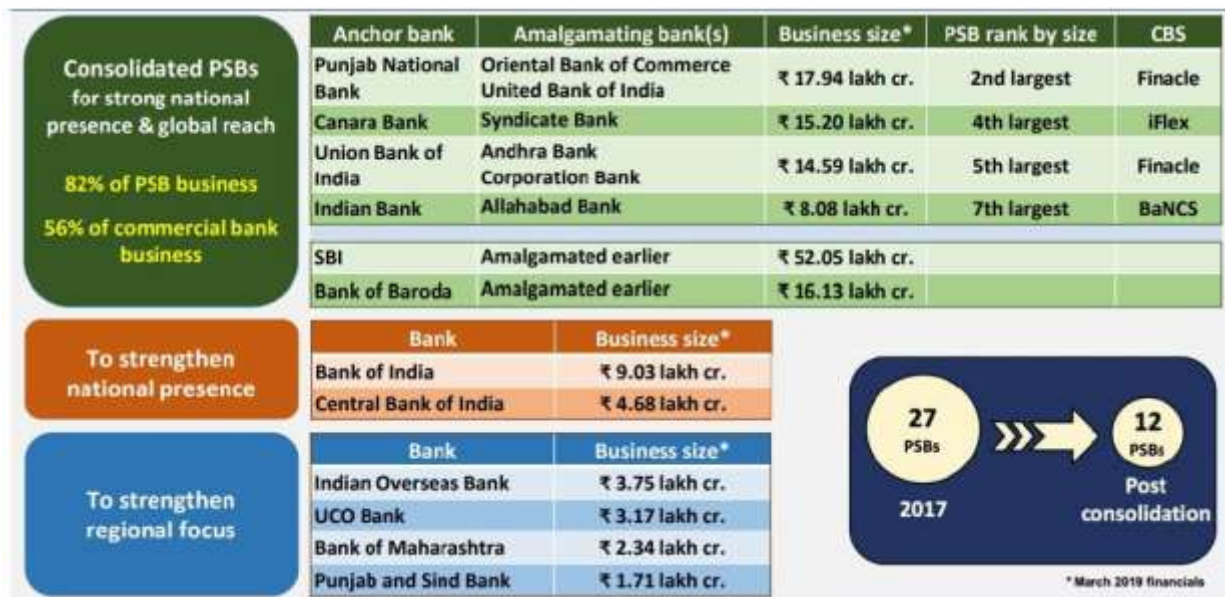 Consolidated PSBs
for strong national
presence & global reach
82% of PSB business
56% of commercial bank
business
Anchor bank Amalgamating bank(s) Business size* PSB rank by size CBS
Punjab National Bank Oriental Bank of Commerce United Bank of India ₹ 17.94 lakh cr. 2nd largest Finacle
Canara Bank Syndicate Bank ₹ 15.20 lakh cr. 4th largest iFlex
Union Bank of India Andhra Bank Corporation Bank ₹ 14.59 lakh cr. 5th largest Finacle
Indian Bank Allahabad Bank ₹ 8.08 lakh cr. 7th largest BaNCS
SBI Amalgamated earlier ₹ 52.05 lakh cr.
Bank of Baroda Amalgamated earlier ₹ 16.13 lakh cr.
To strengthen
national presence
Bank Business size*
Bank of India ₹ 9.03 lakh cr.
Central Bank of India ₹ 4.68 lakh cr.
To strengthen
regional focus
Bank Business size*
Indian Overseas Bank ₹ 3.75 lakh cr.
UCO Bank ₹ 3.17 lakh cr.
Bank of Maharashtra ₹ 2.34 lakh cr.
Punjab and Sind Bank ₹ 1.71 lakh cr.
27
PSBs
2017
12
PSBs
Post
consolidation
* March 2019 financials